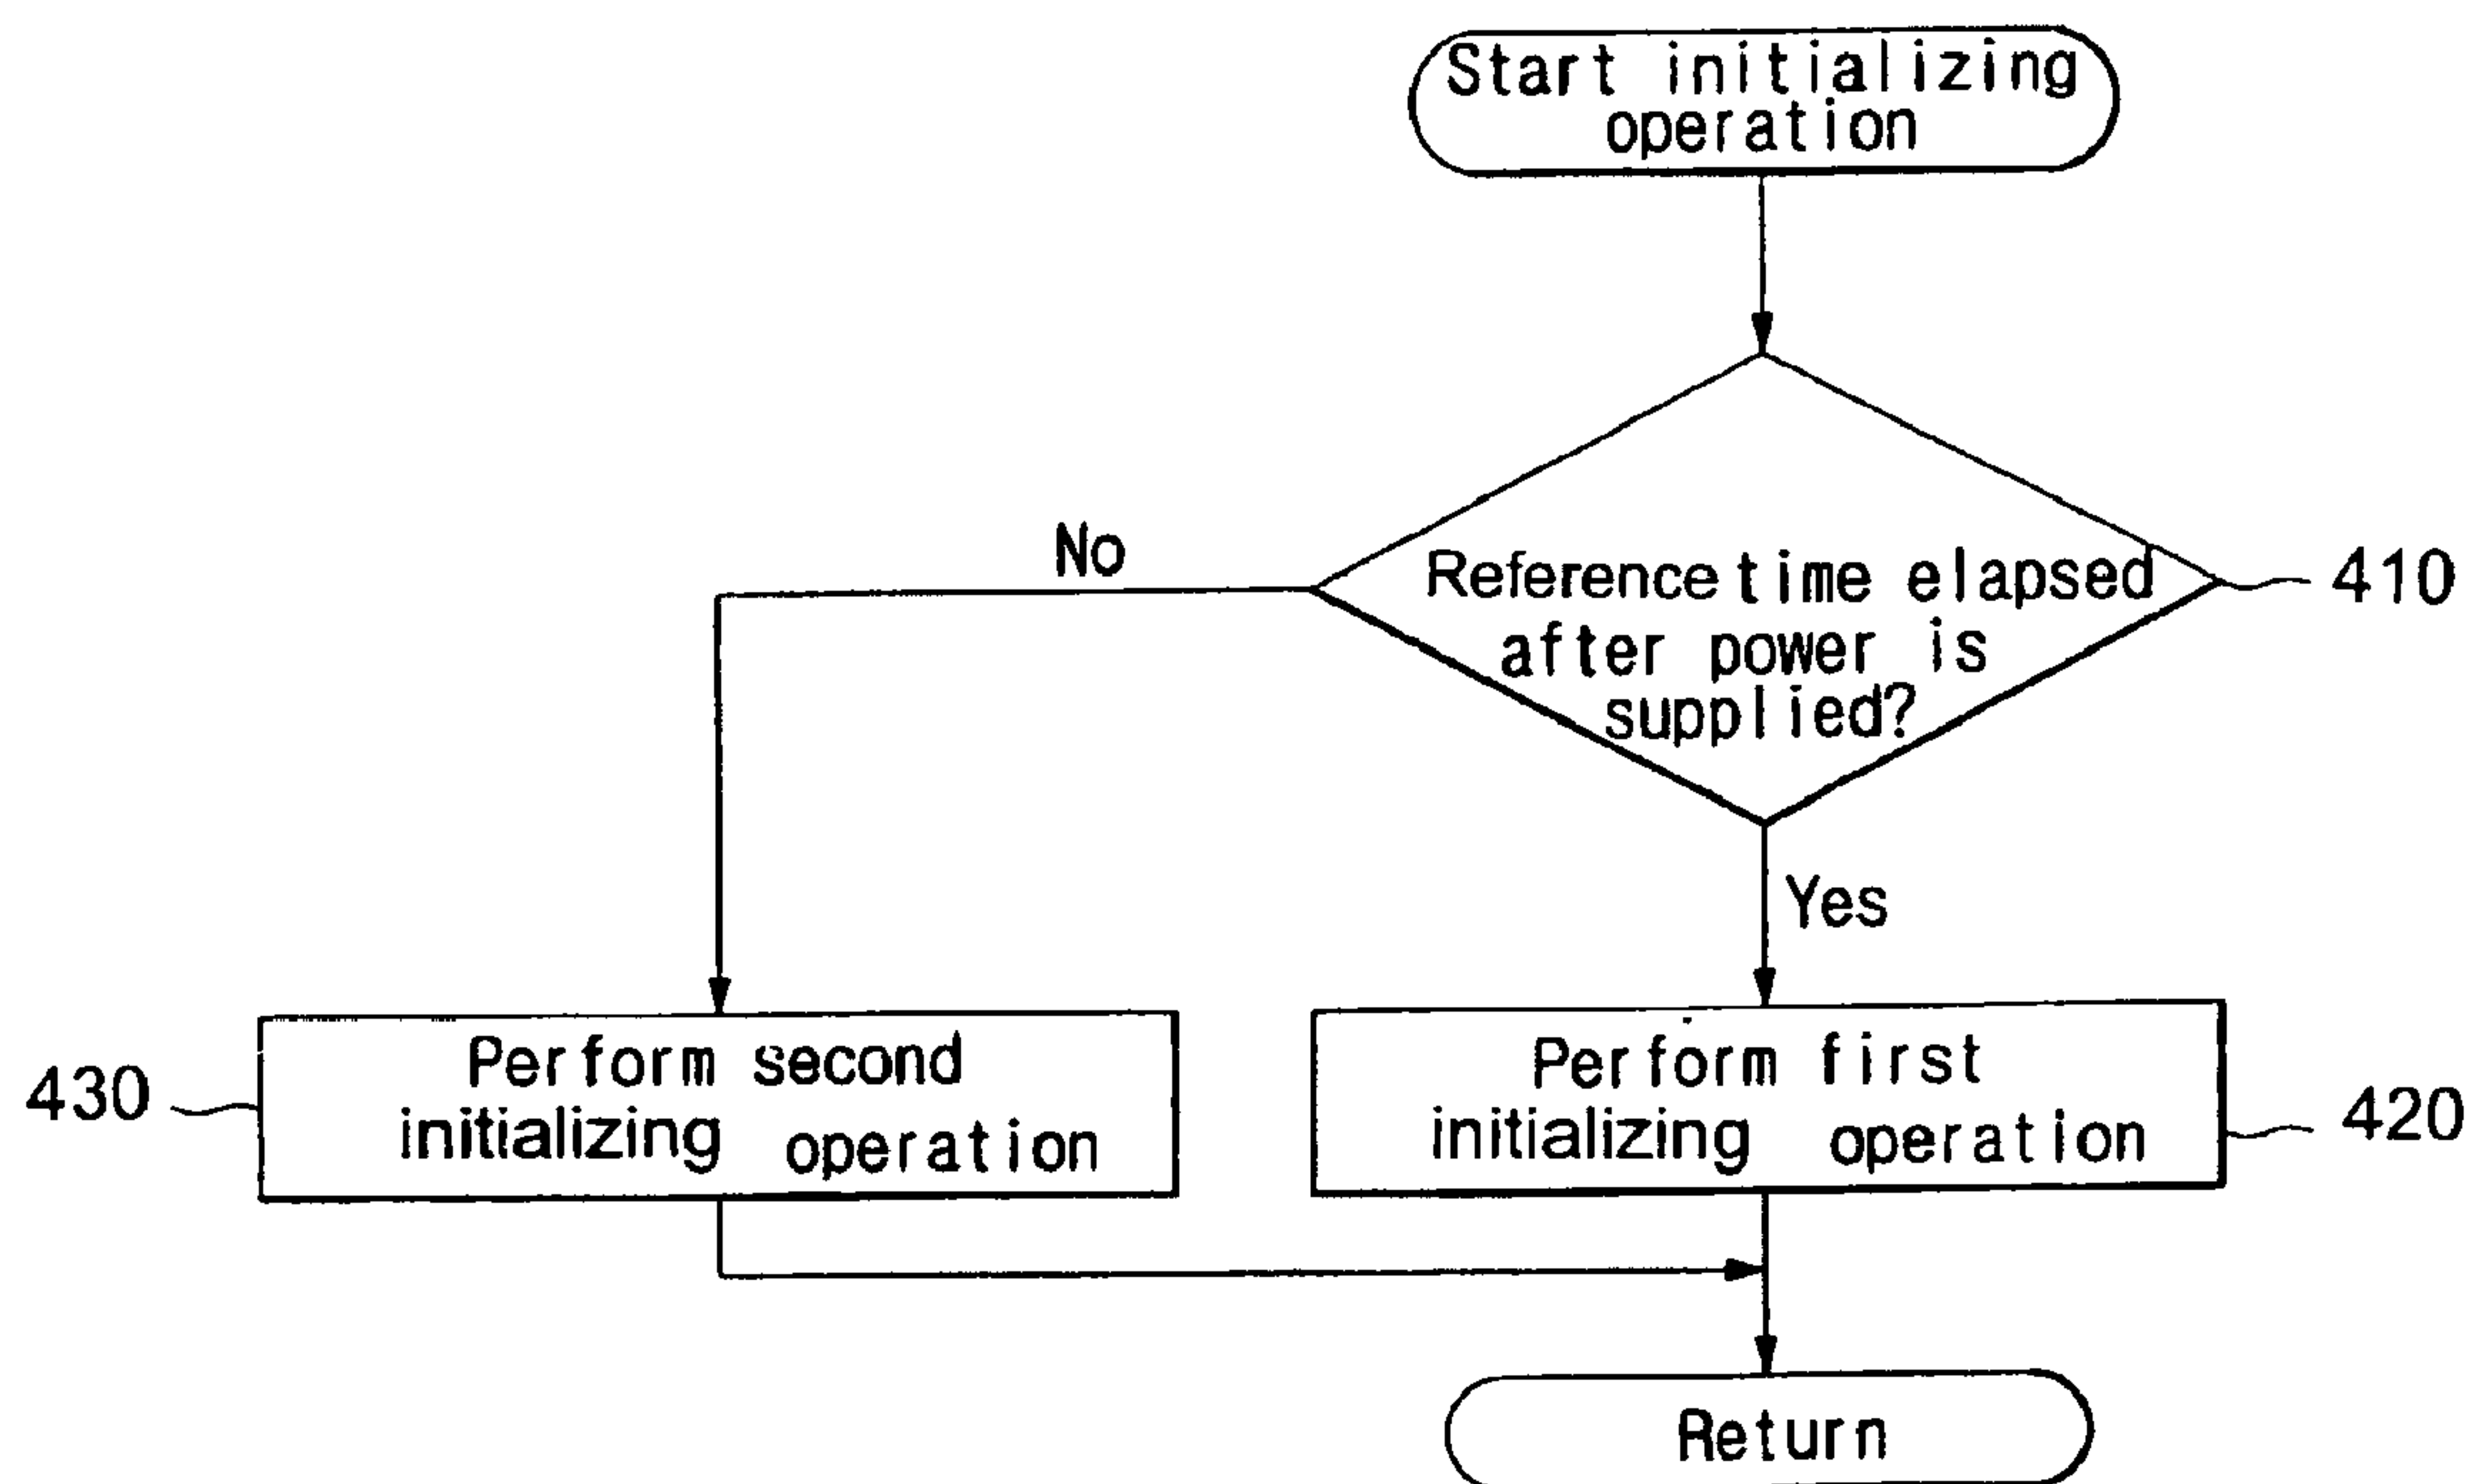 Start initializing
operation
No
Reference time elapsed
after power is
supplied?
410
Yes
430
Perform second
initializing operation
Perform first
initializing operation
420
Return